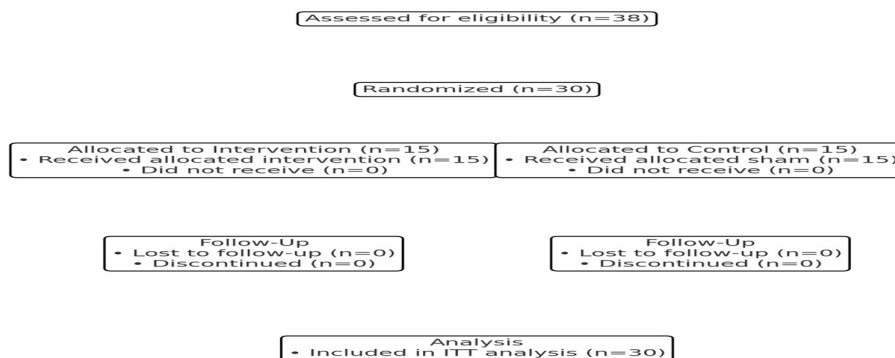 Assessed for eligibility (n=38)
Randomized (n=30)
Allocated to Intervention (n=15)
• Received allocated intervention (n=15)
• Did not receive (n=0)
Allocated to Control (n=15)
• Received allocated sham (n=15)
• Did not receive (n=0)
Follow-Up
• Lost to follow-up (n=0)
• Discontinued (n=0)
Follow-Up
• Lost to follow-up (n=0)
• Discontinued (n=0)
Analysis
• Included in ITT analysis (n=30)